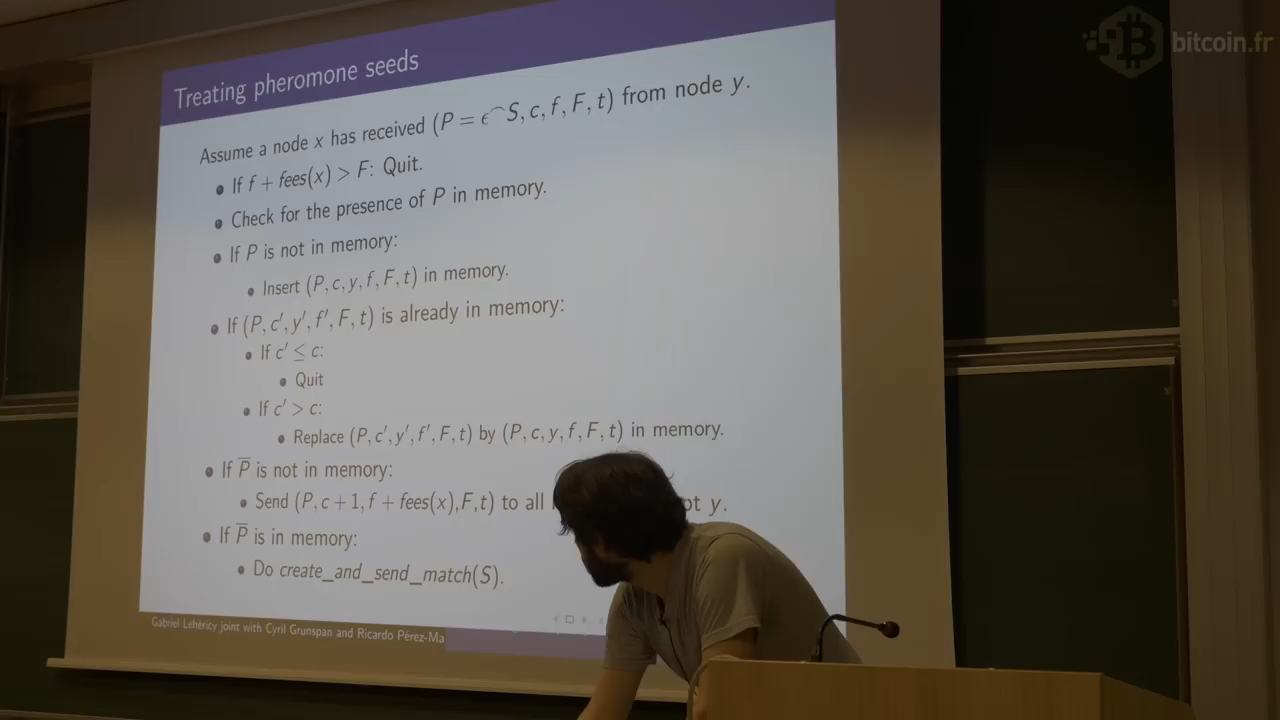 bitcoin.fr
Treating pheromone seeds
Assume a node x has received (P = ϵ⌢S, c, f, F, t) from node y.
• If f + fees(x) > F: Quit.
• Check for the presence of P in memory.
• If P is not in memory:
• Insert (P, c, y, f, F, t) in memory.
• If (P, c′, y′, f′, F, t) is already in memory:
• If c′ ≤ c:
• Quit
• If c′ > c:
• Replace (P, c′, y′, f′, F, t) by (P, c, y, f, F, t) in memory.
• If P̅ is not in memory:
• Send (P, c + 1, f + fees(x), F, t) to all y.
• If P̅ is in memory:
• Do create_and_send_match(S).
Gabriel Lehéricy joint with Cyril Grunspan and Ricardo Pérez-Ma